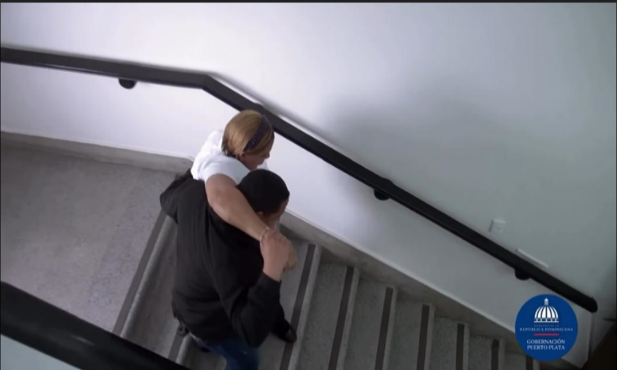 REPÚBLICA DOMINICANA
GOBERNACIÓN
PUERTO PLATA